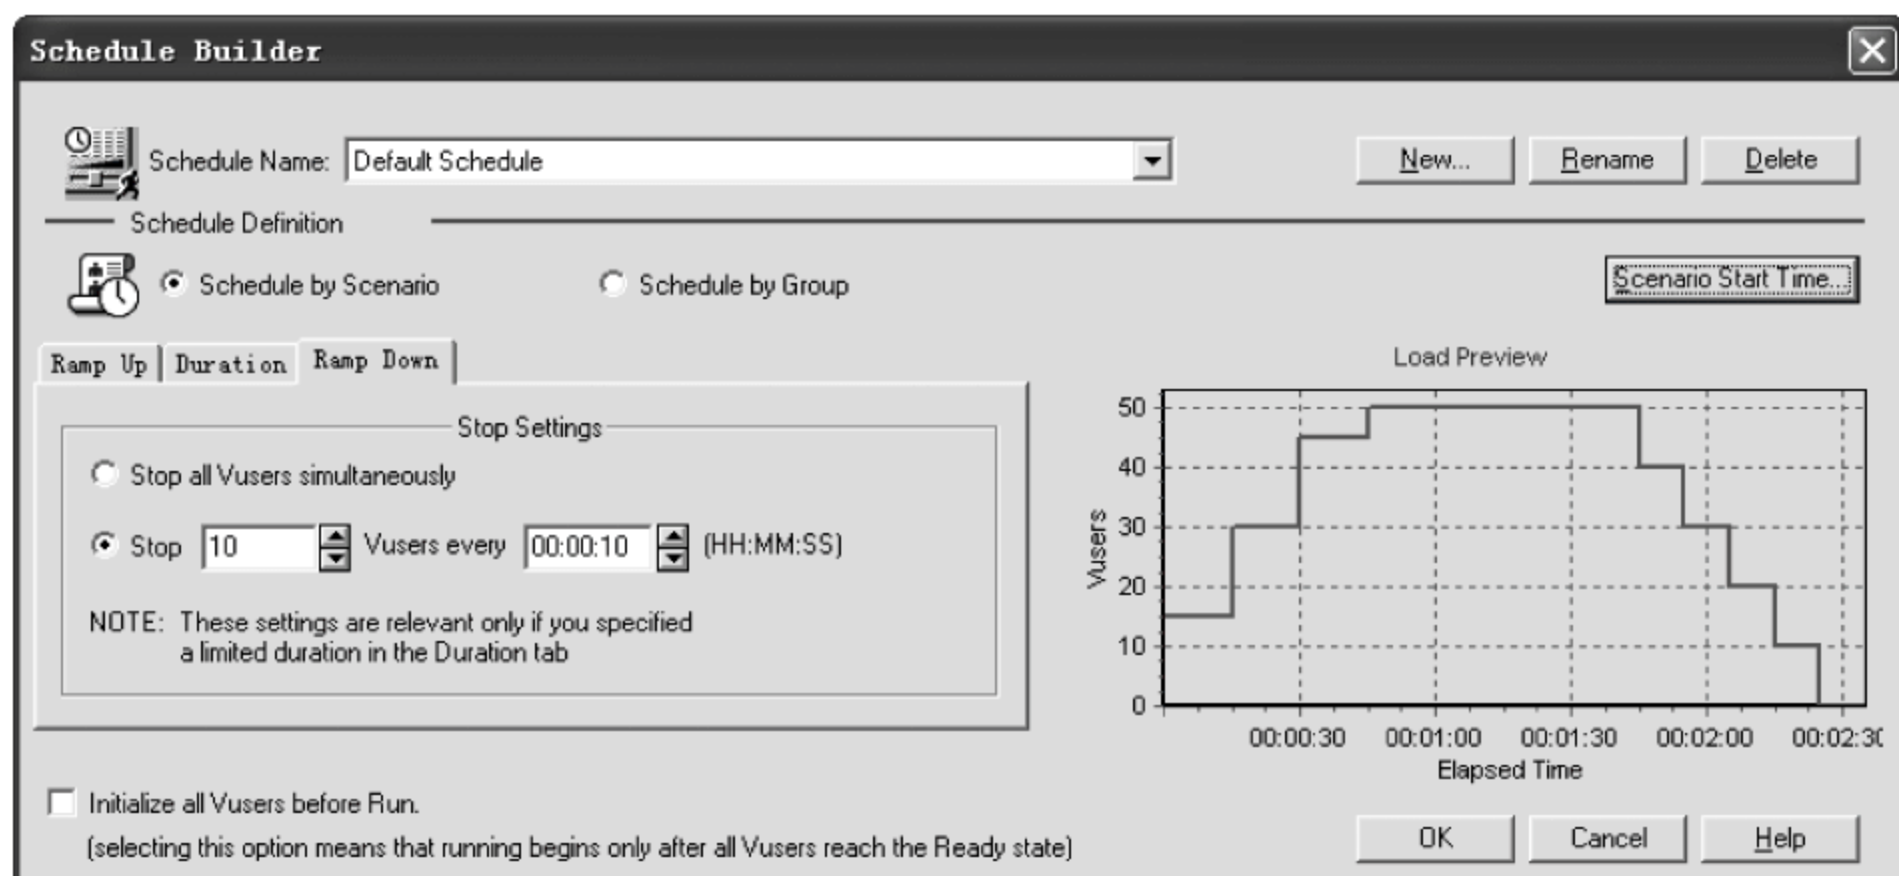 Schedule Builder
Schedule Name: Default Schedule New... Rename Delete
Schedule Definition
Schedule by Scenario Schedule by Group Scenario Start Time...
Ramp Up Duration Ramp Down
Stop Settings
Stop all Vusers simultaneously
Stop 10 Vusers every 00:00:10 (HH:MM:SS)
NOTE: These settings are relevant only if you specified
a limited duration in the Duration tab
Load Preview
Vusers
50
40
30
20
10
0
00:00:30 00:01:00 00:01:30 00:02:00 00:02:30
Elapsed Time
Initialize all Vusers before Run.
(selecting this option means that running begins only after all Vusers reach the Ready state)
OK Cancel Help